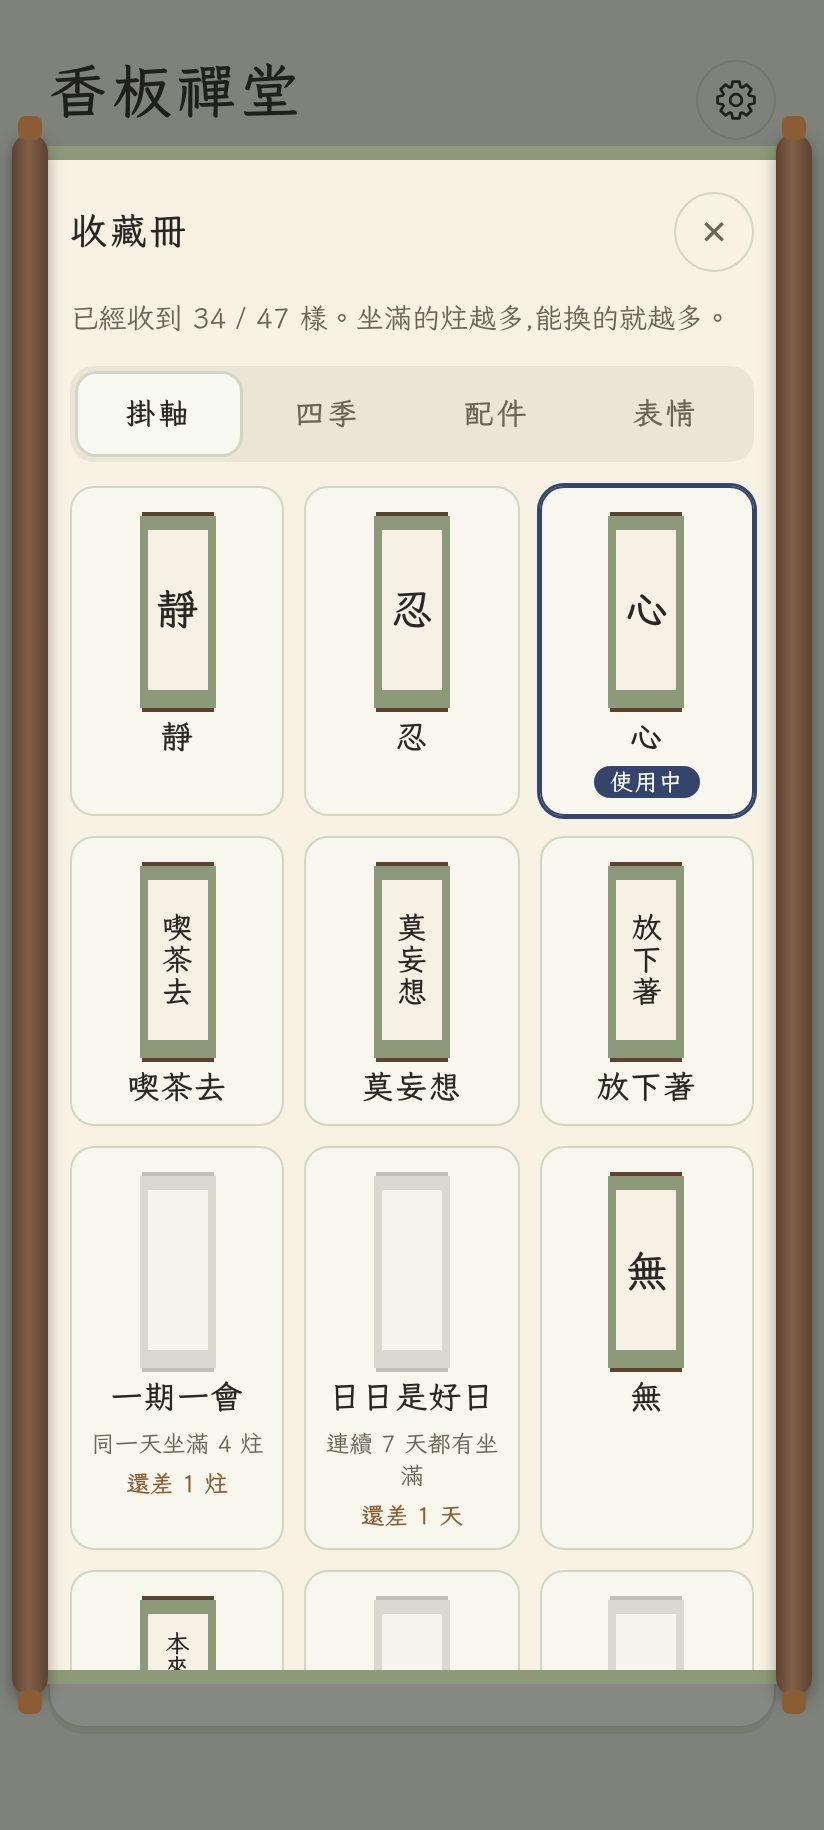 香板禪堂
收藏冊
已經收到 34 / 47 樣。坐滿的炷越多,能換的就越多。
掛軸 四季 配件 表情
靜 忍 心
靜 忍 心
使用中
喫茶去 莫妄想 放下著
喫茶去 莫妄想 放下著
無
一期一會 日日是好日 無
同一天坐滿 4 炷
還差 1 炷
連續 7 天都有坐
滿
還差 1 天
本來